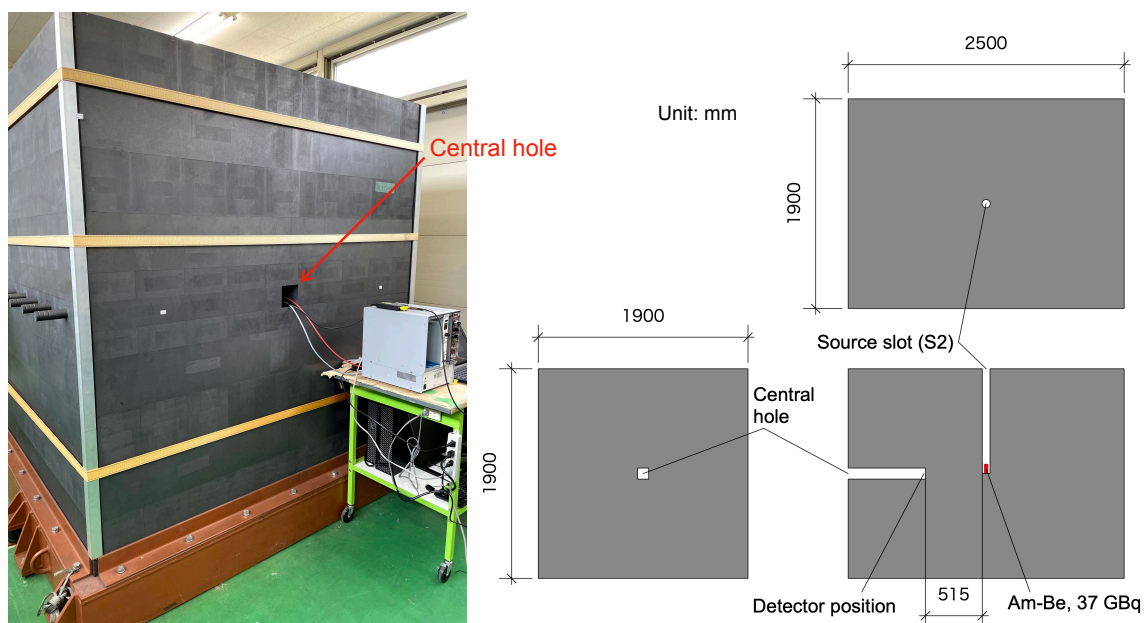 2500
Unit: mm
Central hole
1900
1900
Source slot (S2)
Central
hole
1900
515
Detector position
Am-Be, 37 GBq